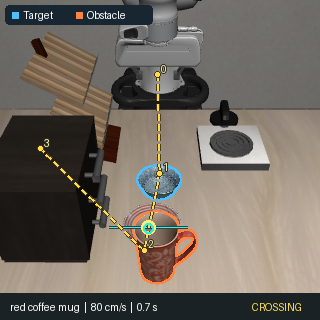 Target
Obstacle
0
1
2
3
red coffee mug | 80 cm/s | 0.7 s
CROSSING